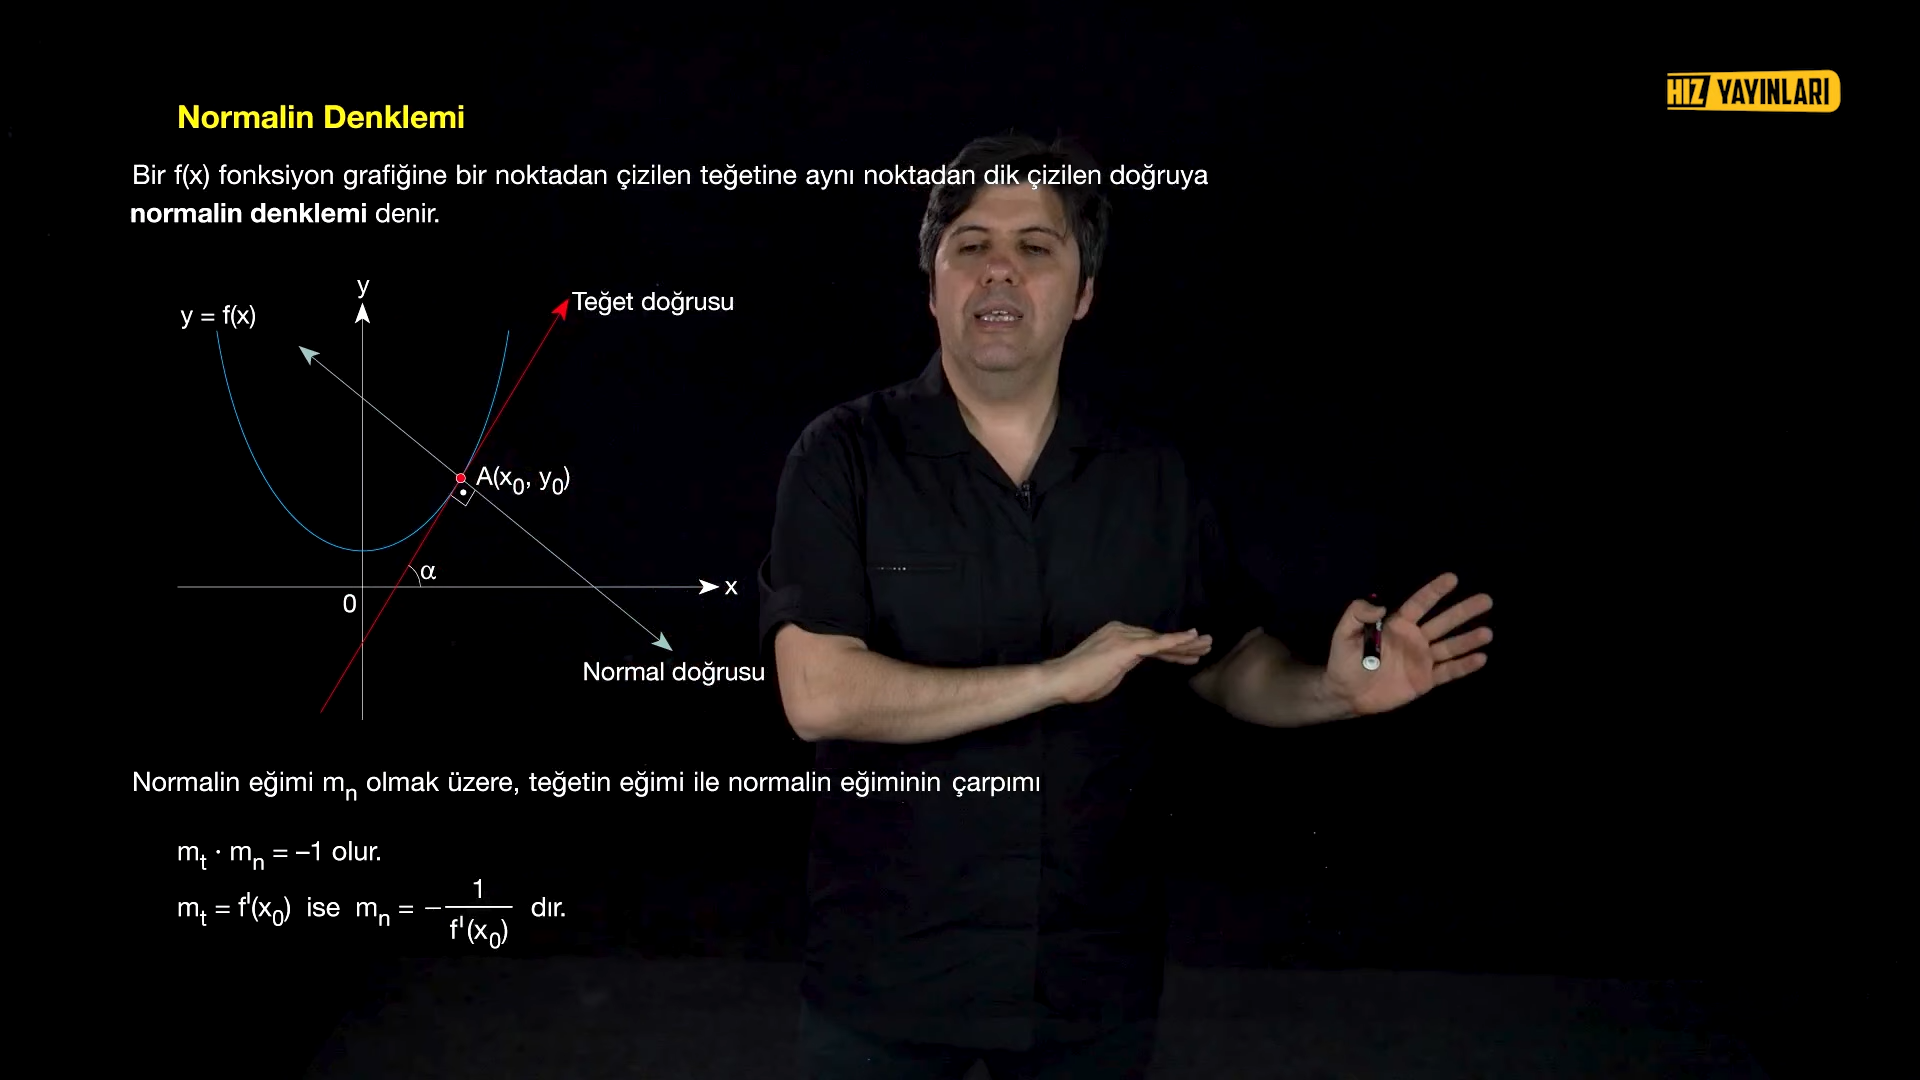 HIZ YAYINLARI
Normalin Denklemi
Bir f(x) fonksiyon grafiğine bir noktadan çizilen teğetine aynı noktadan dik çizilen doğruya
normalin denklemi denir.
y
y = f(x)
Teğet doğrusu
A(x₀, y₀)
α
x
0
Normal doğrusu
Normalin eğimi mₙ olmak üzere, teğetin eğimi ile normalin eğiminin çarpımı
mₜ · mₙ = –1 olur.
mₜ = f'(x₀) ise mₙ = – 1 / f'(x₀) dır.